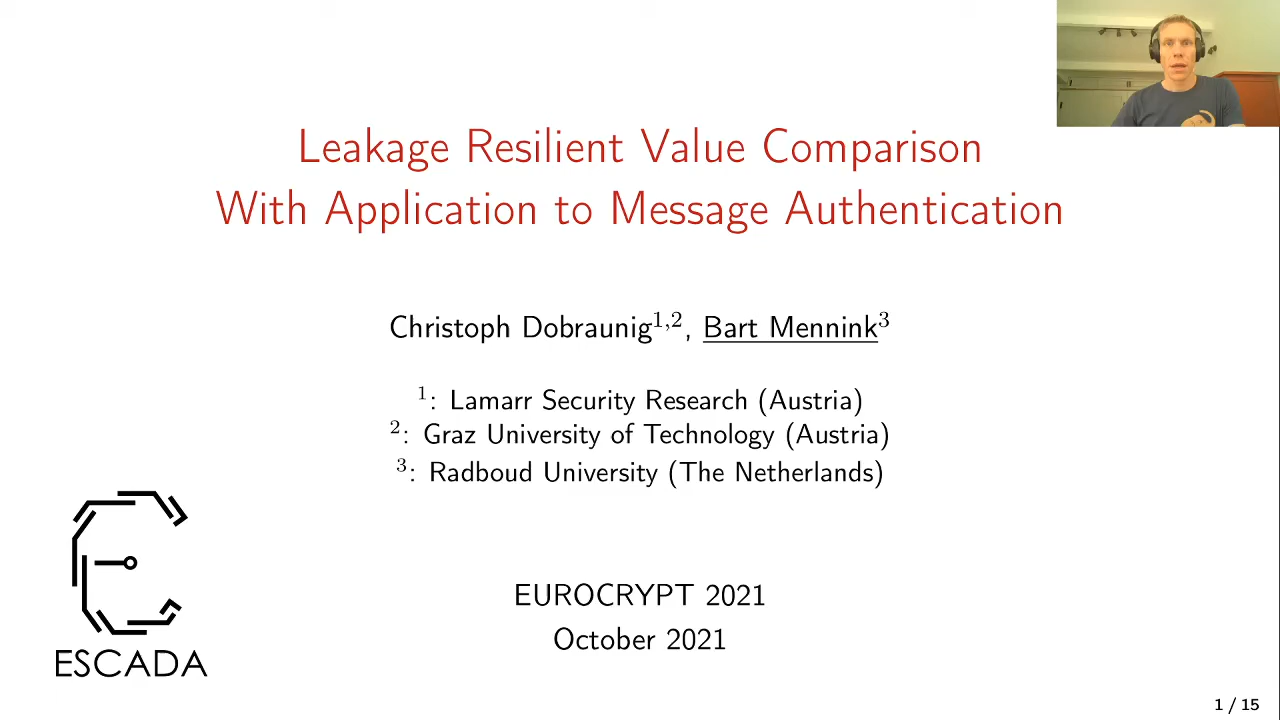 Leakage Resilient Value Comparison
With Application to Message Authentication
Christoph Dobraunig1,2, Bart Mennink3
1: Lamarr Security Research (Austria)
2: Graz University of Technology (Austria)
3: Radboud University (The Netherlands)
ESCADA
EUROCRYPT 2021
October 2021
1 / 15